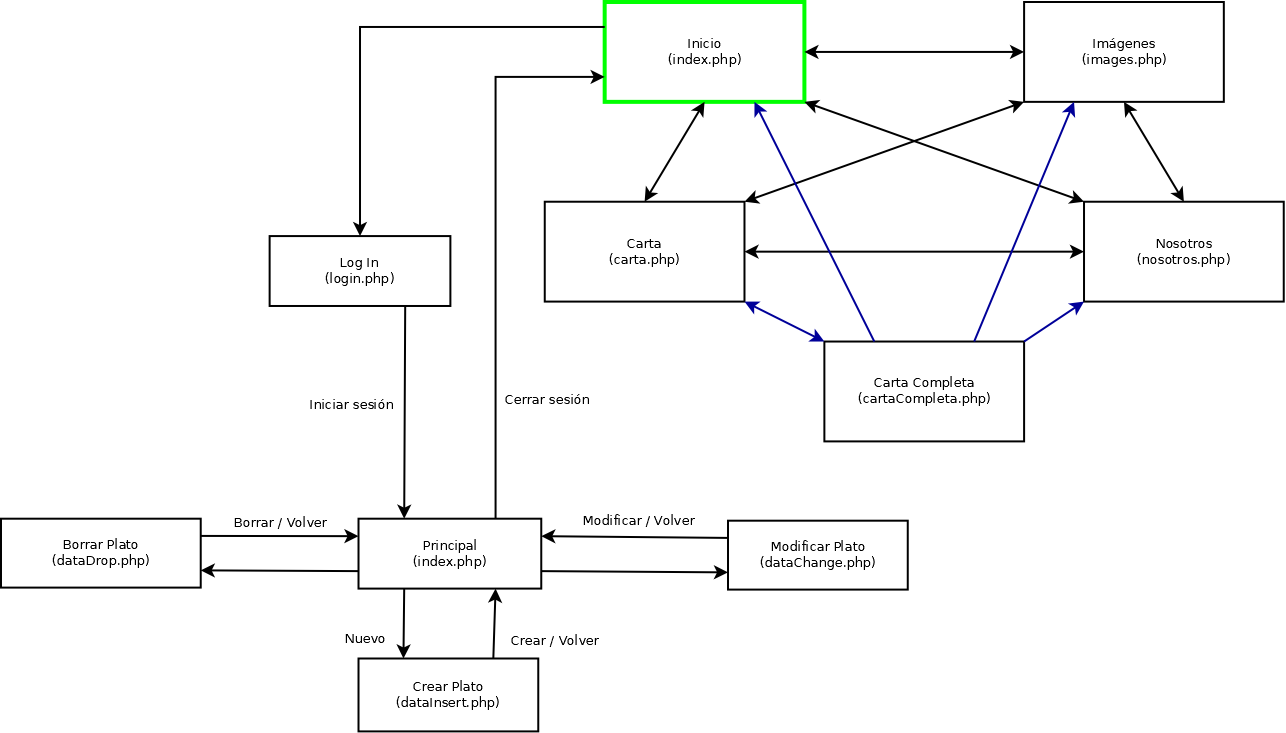 Inicio
(index.php)
Imágenes
(images.php)
Carta
(carta.php)
Nosotros
(nosotros.php)
Log In
(login.php)
Carta Completa
(cartaCompleta.php)
Iniciar sesión
Cerrar sesión
Borrar / Volver
Modificar / Volver
Borrar Plato
(dataDrop.php)
Principal
(index.php)
Modificar Plato
(dataChange.php)
Nuevo
Crear / Volver
Crear Plato
(dataInsert.php)